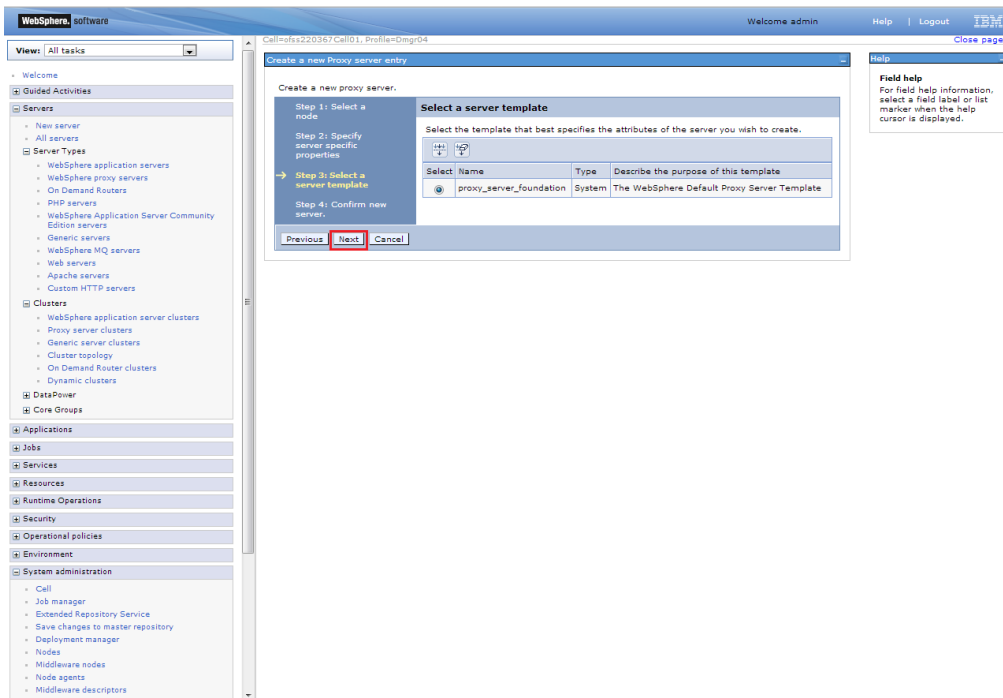 WebSphere. software
Welcome admin
Help | Logout
IBM
View: All tasks
Cell=ofss220367Cell01, Profile=Dmgr04
Close page
Welcome
Guided Activities
Servers
New server
All servers
Server Types
WebSphere application servers
WebSphere proxy servers
On Demand Routers
PHP servers
WebSphere Application Server Community
Edition servers
Generic servers
WebSphere MQ servers
Web servers
Apache servers
Custom HTTP servers
Clusters
WebSphere application server clusters
Proxy server clusters
Generic server clusters
Cluster topology
On Demand Router clusters
Dynamic clusters
DataPower
Core Groups
Applications
Jobs
Services
Resources
Runtime Operations
Security
Operational policies
Environment
System administration
Cell
Job manager
Extended Repository Service
Save changes to master repository
Deployment manager
Nodes
Middleware nodes
Node agents
Middleware descriptors
Create a new Proxy server entry
Create a new proxy server.
Step 1: Select a
node
Step 2: Specify
server specific
properties
Step 3: Select a
server template
Step 4: Confirm new
server.
Select a server template
Select the template that best specifies the attributes of the server you wish to create.
Select Name Type Describe the purpose of this template
proxy_server_foundation System The WebSphere Default Proxy Server Template
Previous Next Cancel
Help
Field help
For field help information,
select a field label or list
marker when the help
cursor is displayed.